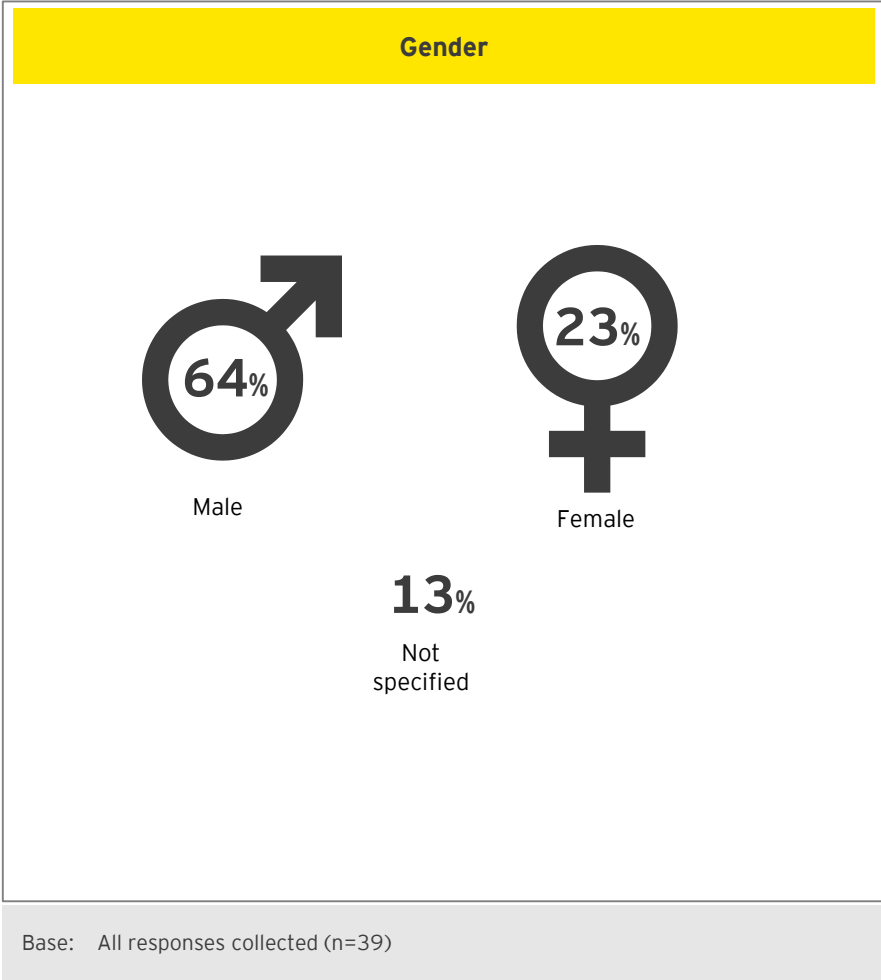 Gender
64%
Male
23%
Female
13%
Not
specified
Base: All responses collected (n=39)